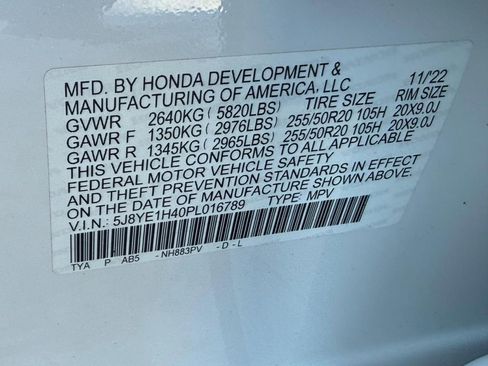 MFD. BY HONDA DEVELOPMENT & 11/'22
MANUFACTURING OF AMERICA, LLC
GVWR 2640KG ( 5820LBS) TIRE SIZE RIM SIZE
GAWR F 1350KG ( 2976LBS) 255/50R20 105H 20X9.0J
GAWR R 1345KG ( 2965LBS) 255/50R20 105H 20X9.0J
THIS VEHICLE CONFORMS TO ALL APPLICABLE
FEDERAL MOTOR VEHICLE SAFETY
AND THEFT PREVENTION STANDARDS IN EFFECT
ON THE DATE OF MANUFACTURE SHOWN ABOVE.
V.I.N.: 5J8YE1H40PL016789 TYPE: MPV
TYA P AB5 - NH883PV - D - L